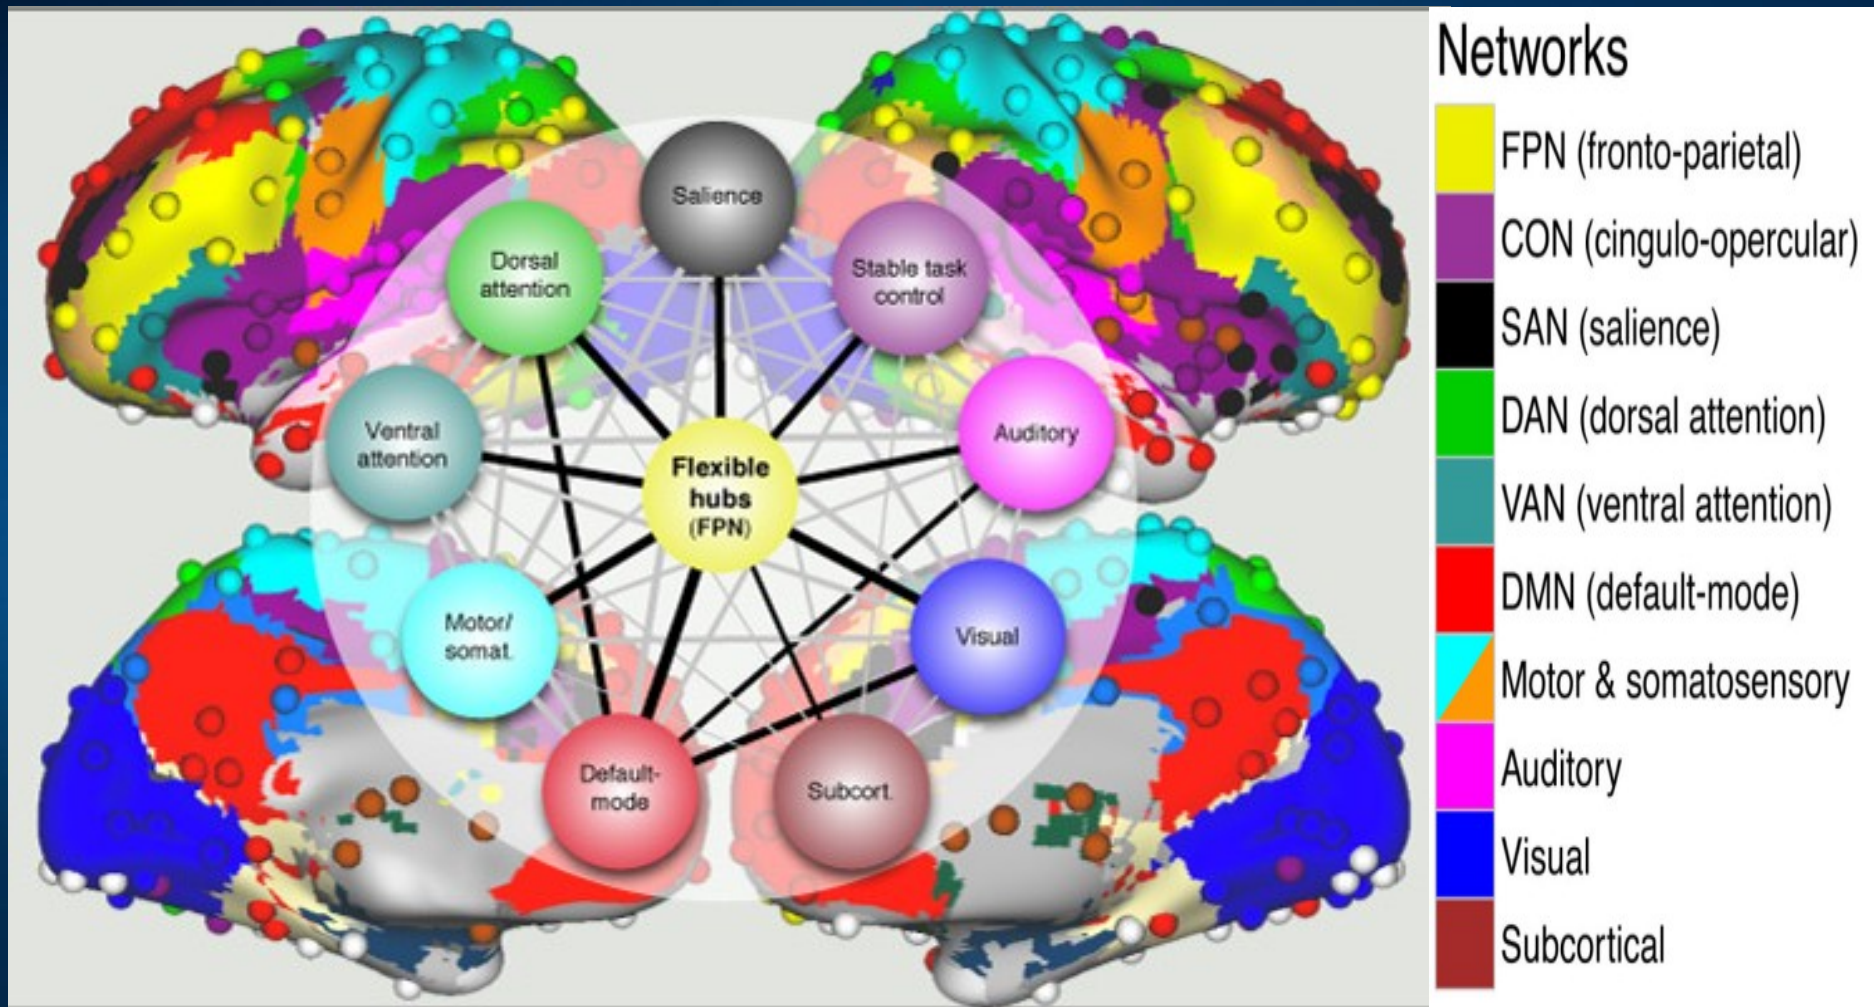 Salience
Dorsal
attention
Stable task
control
Ventral
attention
Auditory
Flexible
hubs
(FPN)
Motor/
somat.
Visual
Default-
mode
Subcort.
Networks
FPN (fronto-parietal)
CON (cingulo-opercular)
SAN (salience)
DAN (dorsal attention)
VAN (ventral attention)
DMN (default-mode)
Motor & somatosensory
Auditory
Visual
Subcortical